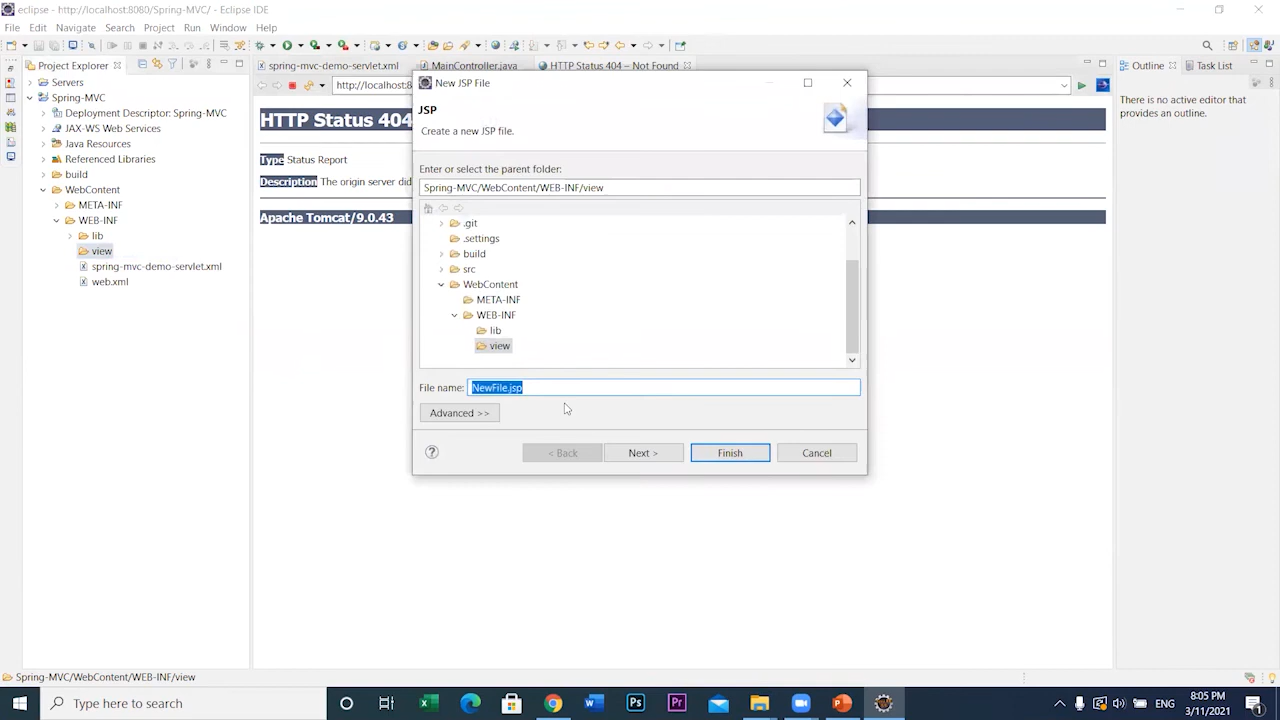 eclipse - http://localhost:8080/Spring-MVC/ - Eclipse IDE
File Edit Navigate Search Project Run Window Help
Project Explorer
spring-mvc-demo-servlet.xml
MainController.java
HTTP Status 404 – Not Found
Outline
Task List
Servers
Spring-MVC
Deployment Descriptor: Spring-MVC
JAX-WS Web Services
Java Resources
Referenced Libraries
build
WebContent
META-INF
WEB-INF
lib
view
spring-mvc-demo-servlet.xml
web.xml
http://localhost:8
HTTP Status 404
Type Status Report
Description The origin server did
Apache Tomcat/9.0.43
New JSP File
JSP
Create a new JSP file.
Enter or select the parent folder:
Spring-MVC/WebContent/WEB-INF/view
.git
.settings
build
src
WebContent
META-INF
WEB-INF
lib
view
File name: NewFile.jsp
Advanced >>
? < Back Next > Finish Cancel
There is no active editor that
provides an outline.
Spring-MVC/WebContent/WEB-INF/view
Type here to search
ENG
8:05 PM
3/11/2021